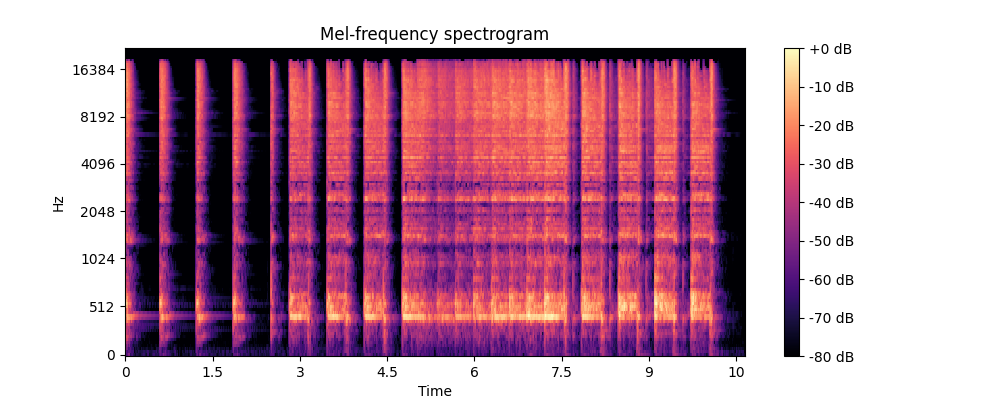 Mel-frequency spectrogram
Hz
16384
8192
4096
2048
1024
512
0
0 1.5 3 4.5 6 7.5 9 10
Time
+0 dB
-10 dB
-20 dB
-30 dB
-40 dB
-50 dB
-60 dB
-70 dB
-80 dB